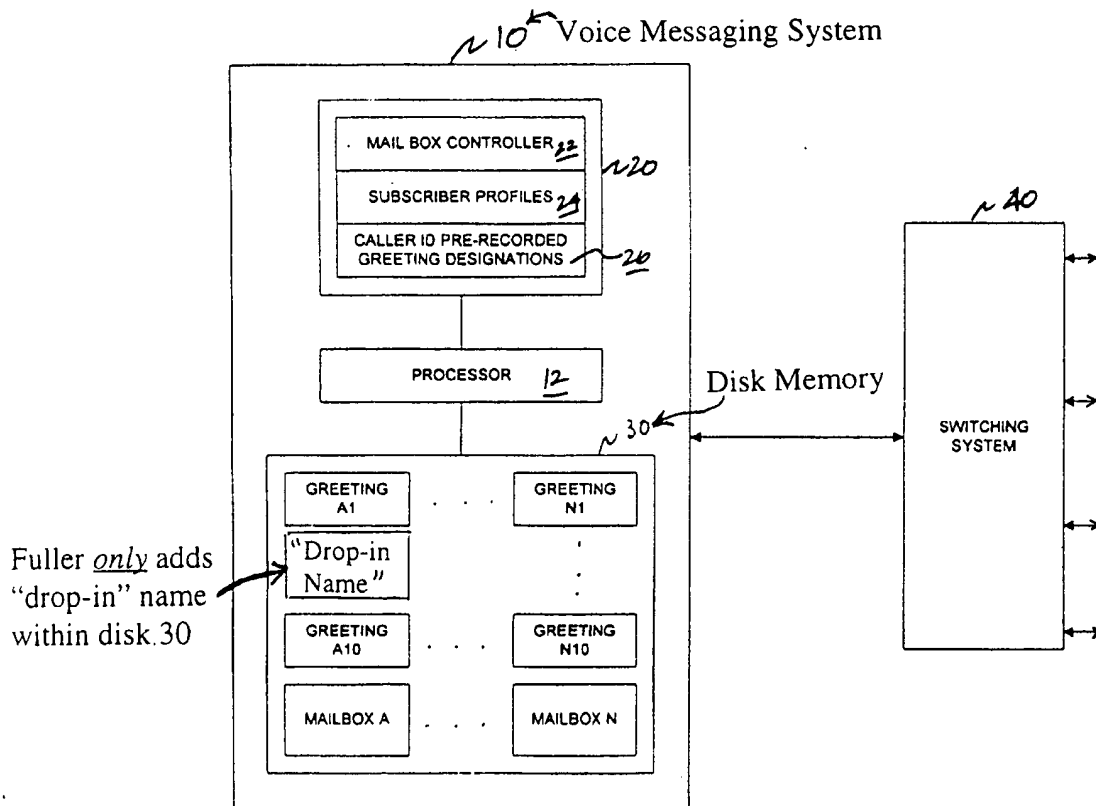 10 Voice Messaging System
MAIL BOX CONTROLLER 22
SUBSCRIBER PROFILES 24
20
CALLER ID PRE-RECORDED
GREETING DESIGNATIONS
26
40
PROCESSOR 12
Disk Memory
30
SWITCHING
SYSTEM
GREETING
A1
. . .
GREETING
N1
Fuller only adds
"drop-in" name
within disk.30
"Drop-in
Name"
GREETING
A10
. . .
GREETING
N10
MAILBOX A
. . .
MAILBOX N